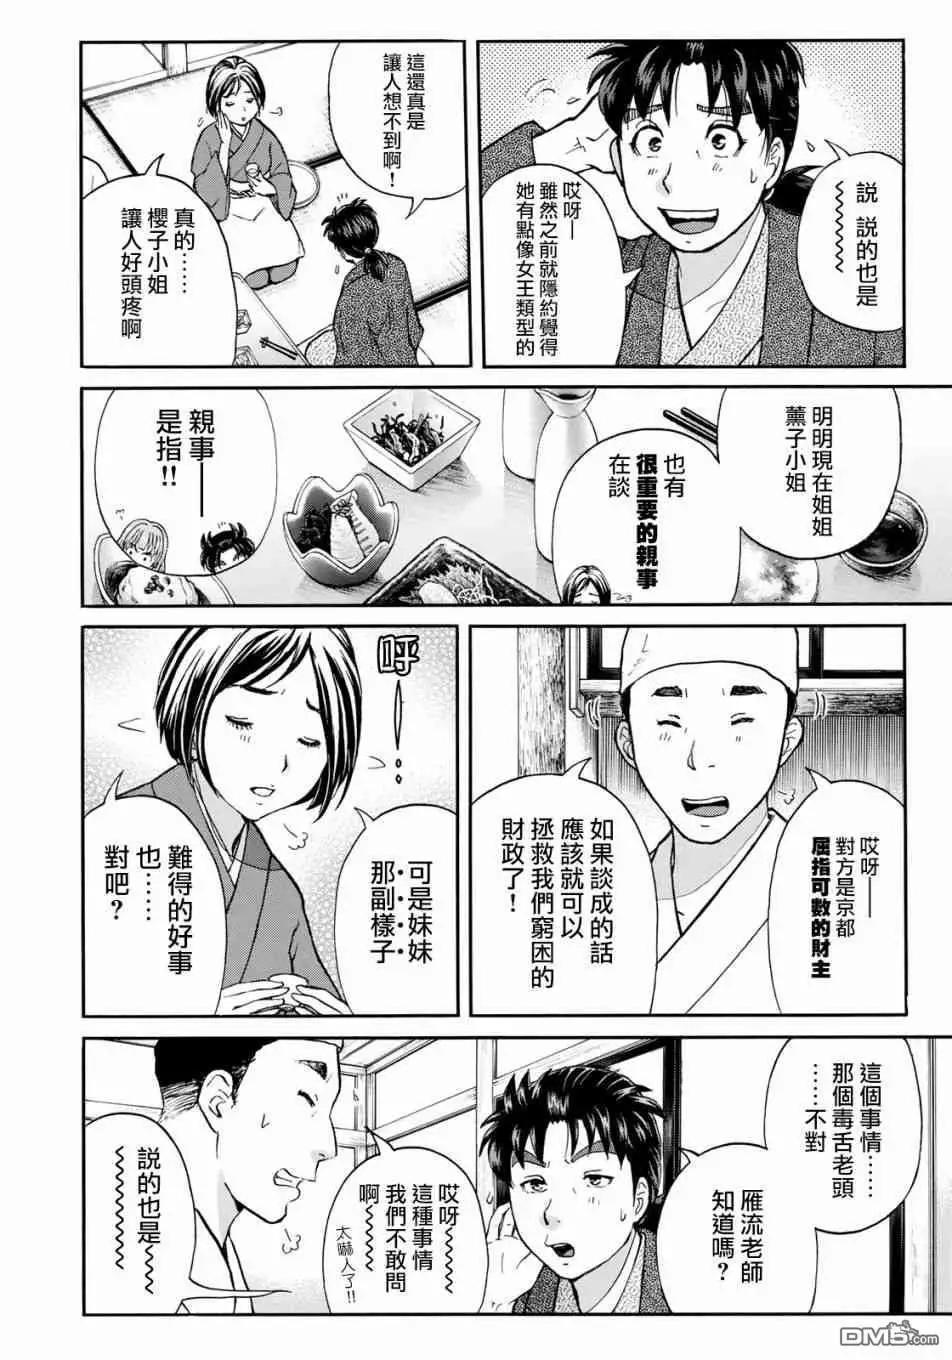 説 説的也是
哎呀—
雖然之前就隱約覺得
她有點像女王類型的
這還真是
讓人想不到啊!
真的……
櫻子小姐
讓人好頭疼啊
明明現在姐姐
薰子小姐
也有
很重要的親事
在談
親事——
是指!!
哎呀——
對方是京都
屈指可數的財主
如果談成的話
應該就可以
拯救我們窮困的
財政了!
呼…
可是妹妹
那副樣子
難得的好事
也……
對吧?
這個事情……
那個毒舌老頭
……不對
雁流老師
知道嗎?
哎呀
這種事情
我們不敢問
啊
太嚇人了!!
說的也是
DM5.com